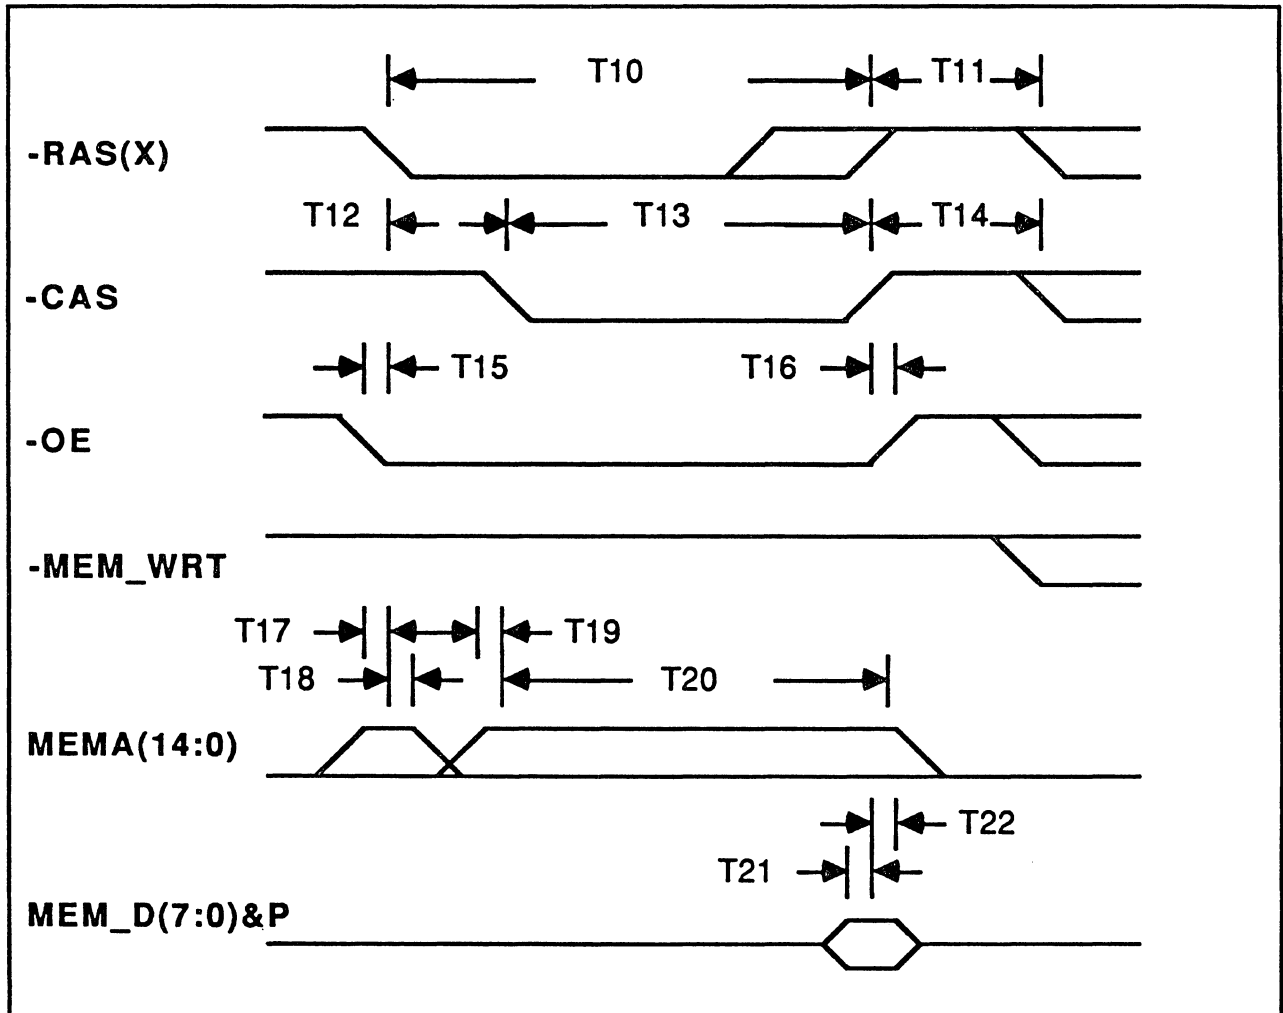 T10 T11
-RAS(X)
T12 T13 T14
-CAS
T15 T16
-OE
-MEM_WRT
T17 T19
T18 T20
MEMA(14:0)
T22
T21
MEM_D(7:0)&P